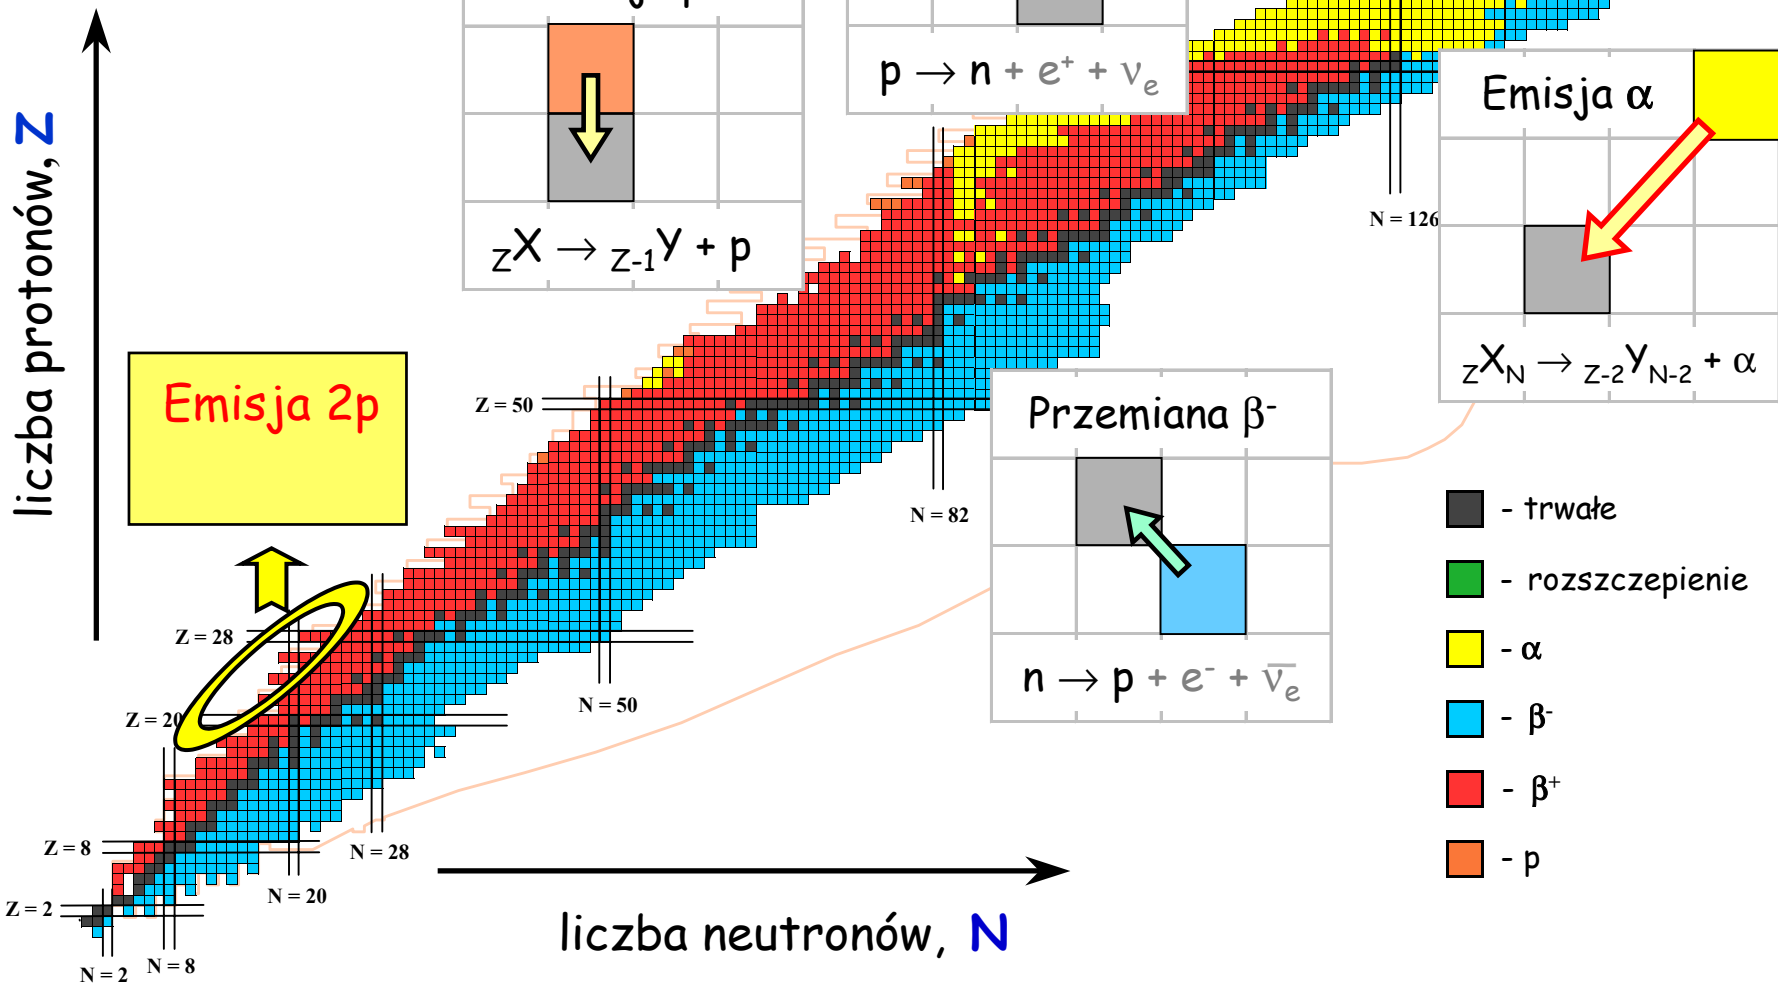 p → n + e⁺ + νₑ
Emisja α
liczba protonów, Z
N = 126
ZX → Z-1Y + p
ZXN → Z-2YN-2 + α
Emisja 2p
Z = 50
Przemiana β⁻
N = 82
- trwałe
- rozszczepienie
Z = 28
- α
n → p + e⁻ + ν̅ₑ
N = 50
Z = 20
- β⁻
- β⁺
Z = 8
N = 28
- p
N = 20
Z = 2
liczba neutronów, N
N = 2
N = 8